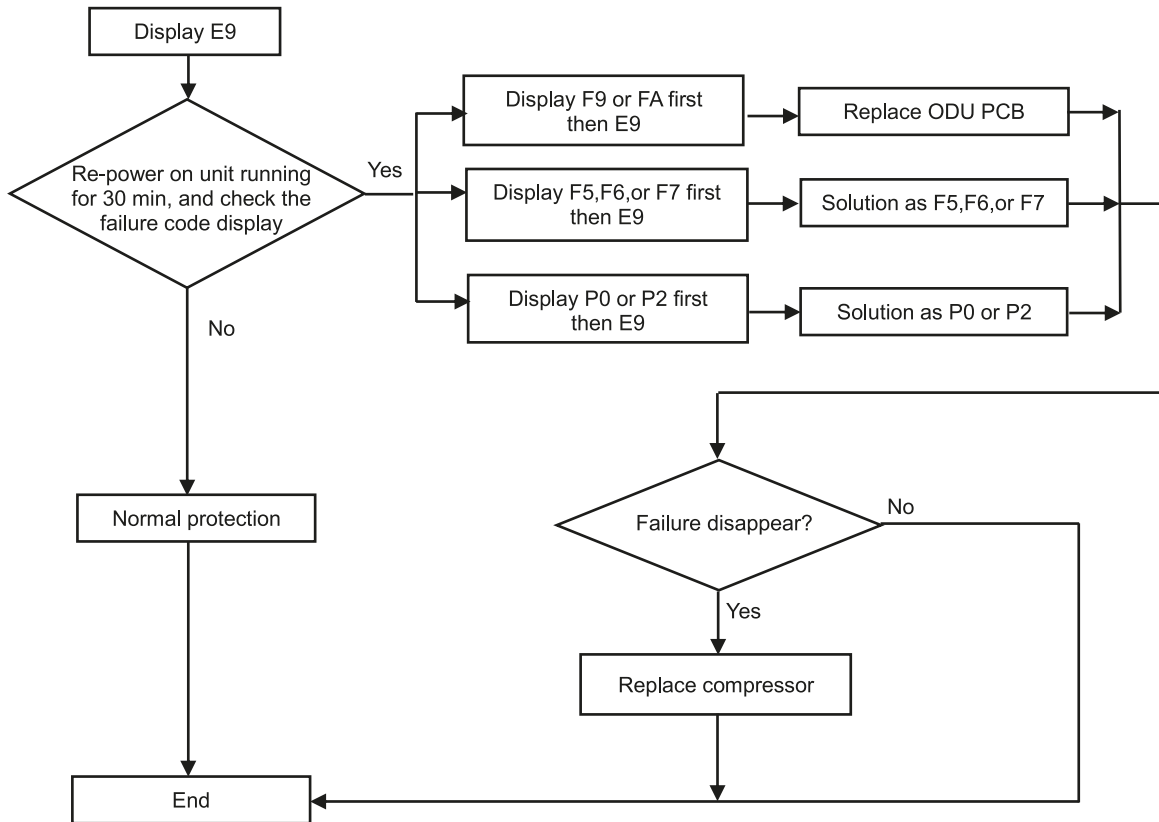 Display E9
Re-power on unit running
for 30 min, and check the
failure code display
Yes
No
Display F9 or FA first
then E9
Replace ODU PCB
Display F5,F6,or F7 first
then E9
Solution as F5,F6,or F7
Display P0 or P2 first
then E9
Solution as P0 or P2
Normal protection
Failure disappear?
No
Yes
Replace compressor
End